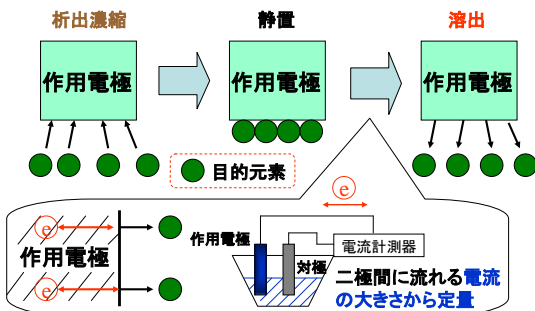 析出濃縮
静置
溶出
作用電極
作用電極
作用電極
目的元素
e
e
作用電極
e
作用電極
対極
電流計測器
二極間に流れる電流
の大きさから定量